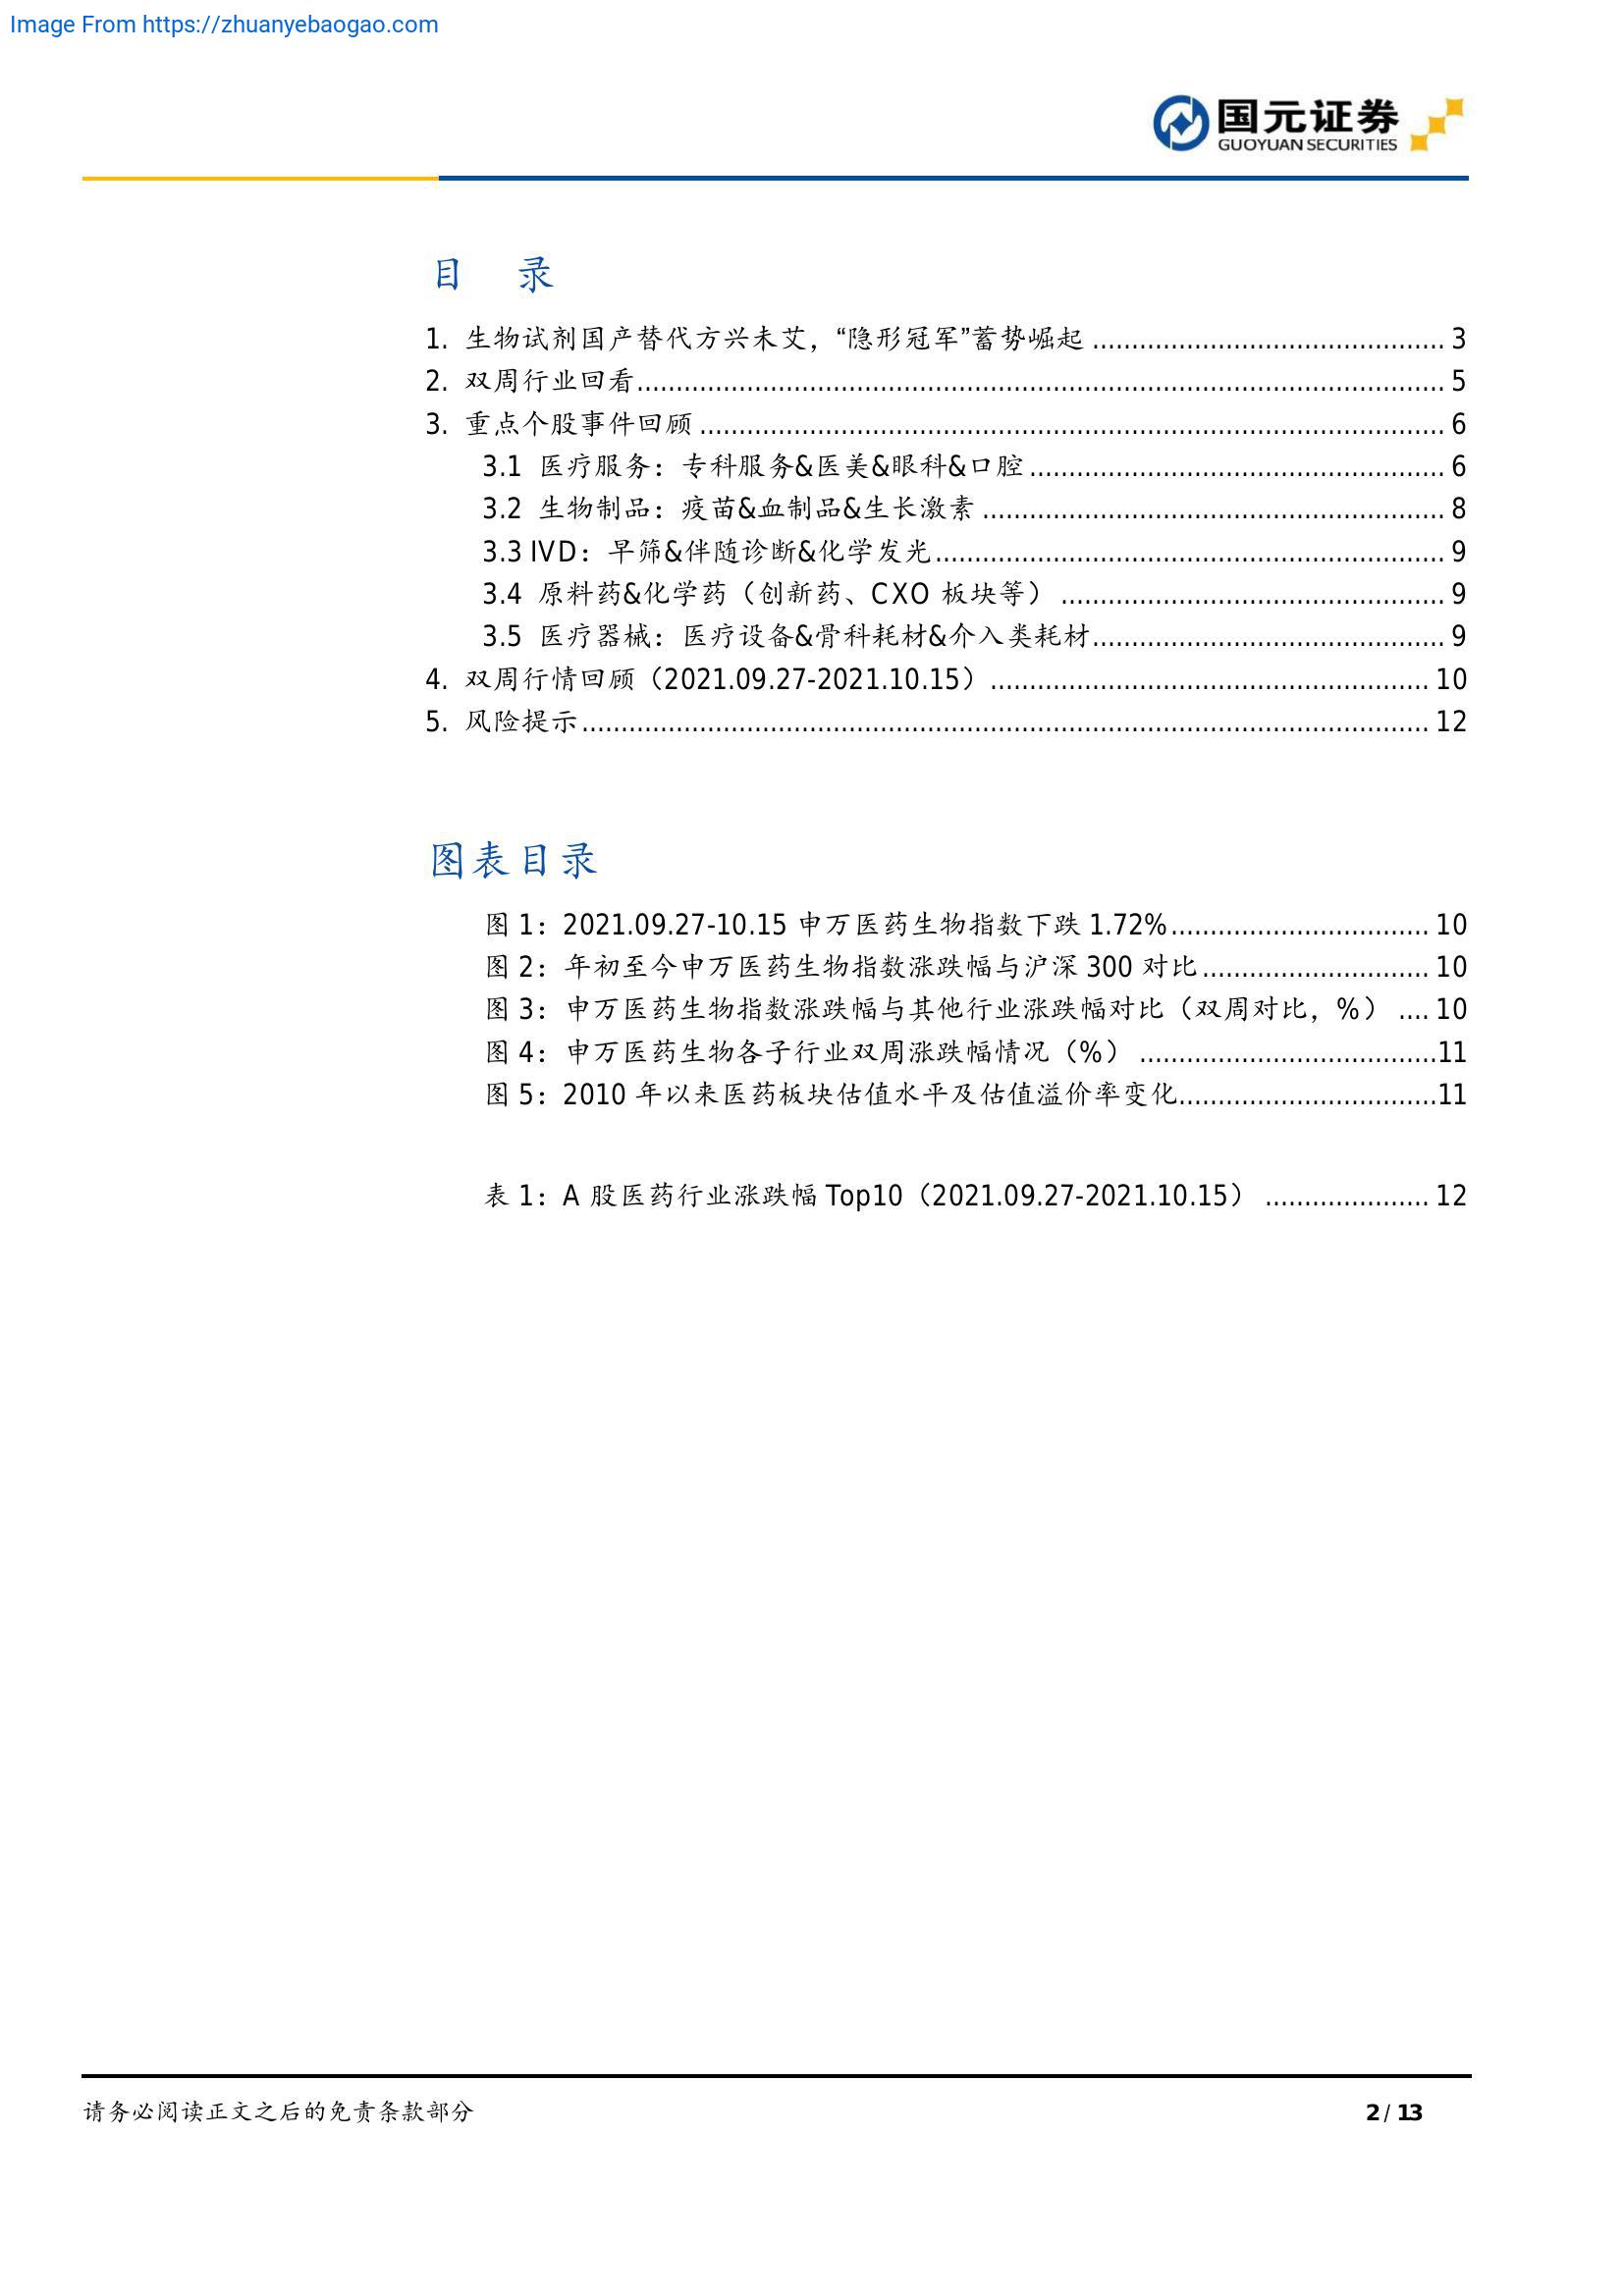 Image From https://zhuanyebaogao.com
国元证券
GUOYUAN SECURITIES
目 录
1. 生物试剂国产替代方兴未艾，“隐形冠军”蓄势崛起 ............................................. 3
2. 双周行业回看....................................................................................................... 5
3. 重点个股事件回顾 ............................................................................................... 6
3.1 医疗服务：专科服务&医美&眼科&口腔..................................................... 6
3.2 生物制品：疫苗&血制品&生长激素 ........................................................... 8
3.3 IVD：早筛&伴随诊断&化学发光................................................................. 9
3.4 原料药&化学药（创新药、CXO 板块等） ................................................. 9
3.5 医疗器械：医疗设备&骨科耗材&介入类耗材............................................. 9
4. 双周行情回顾（2021.09.27-2021.10.15）........................................................ 10
5. 风险提示............................................................................................................ 12
图表目录
图 1：2021.09.27-10.15 申万医药生物指数下跌 1.72%................................. 10
图 2：年初至今申万医药生物指数涨跌幅与沪深 300 对比............................. 10
图 3：申万医药生物指数涨跌幅与其他行业涨跌幅对比（双周对比，%） .... 10
图 4：申万医药生物各子行业双周涨跌幅情况（%） ......................................11
图 5：2010 年以来医药板块估值水平及估值溢价率变化.................................11
表 1：A 股医药行业涨跌幅 Top10（2021.09.27-2021.10.15） ..................... 12
请务必阅读正文之后的免责条款部分
2 / 13